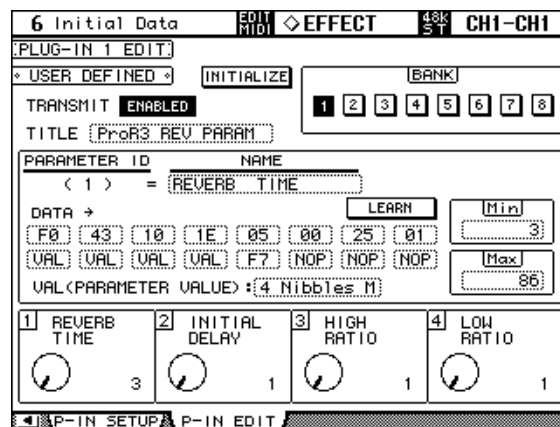 6 Initial Data EDIT MIDI ◇EFFECT 48K ST CH1-CH1
PLUG-IN 1 EDIT
USER DEFINED INITIALIZE BANK
TRANSMIT ENABLED 1 2 3 4 5 6 7 8
TITLE ProR3 REV PARAM
PARAMETER ID NAME
( 1 ) = REVERB TIME
DATA → LEARN Min
F0 43 10 1E 05 00 25 01 3
VAL VAL VAL VAL F7 NOP NOP NOP Max
VAL(PARAMETER VALUE): 4 Nibbles M 86
1 REVERB TIME 2 INITIAL DELAY 3 HIGH RATIO 4 LOW RATIO
3 1 1 1
P-IN SETUP P-IN EDIT